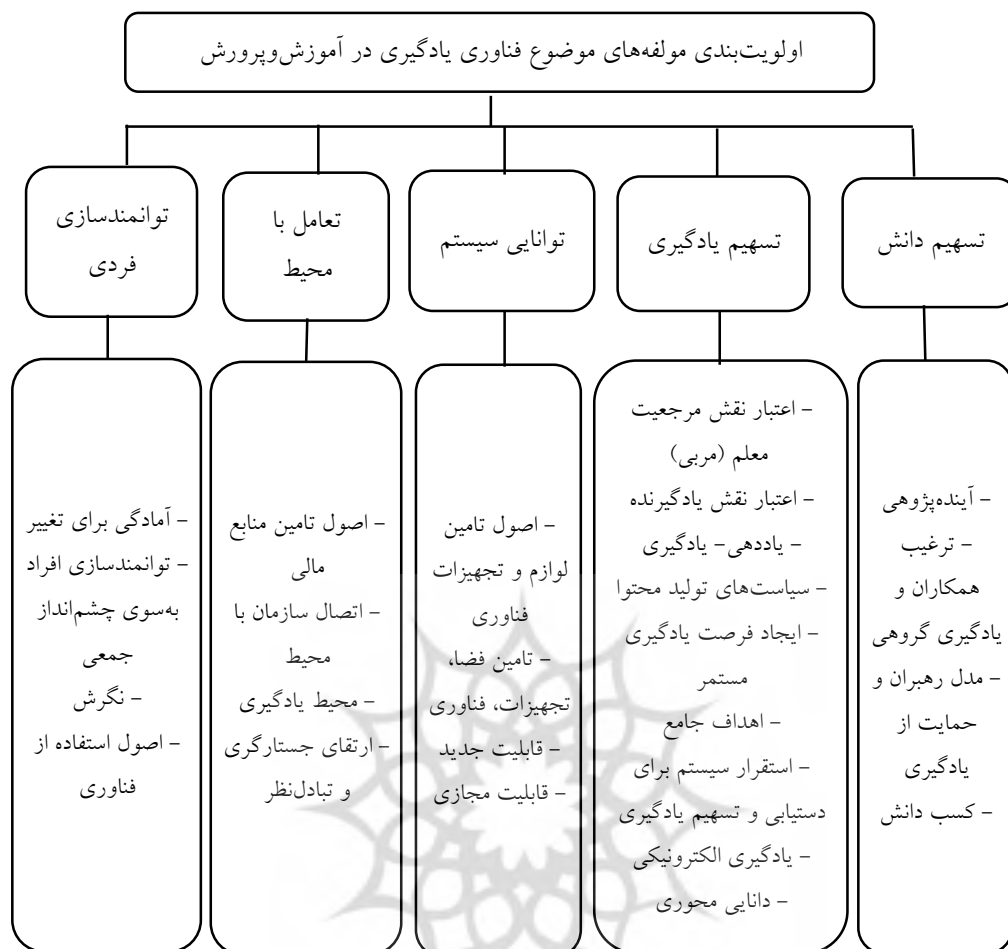 اولویت‌بندی مولفه‌های موضوع فناوری یادگیری در آموزش‌وپرورش
تسهیم دانش
تسهیم یادگیری
توانایی سیستم
تعامل با
محیط
توانمندسازی
فردی
- آینده‌پژوهی
- ترغیب
همکاران و
یادگیری گروهی
- مدل رهبران و
حمایت از
یادگیری
- کسب دانش
- اعتبار نقش مرجعیت
معلم (مربی)
- اعتبار نقش یادگیرنده
- یاددهی- یادگیری
- سیاست‌های تولید محتوا
- ایجاد فرصت یادگیری
مستمر
- اهداف جامع
- استقرار سیستم برای
دستیابی و تسهیم یادگیری
- یادگیری الکترونیکی
- دانایی محوری
- اصول تامین
لوازم و تجهیزات
فناوری
- تامین فضا،
تجهیزات، فناوری
- قابلیت جدید
- قابلیت مجازی
- اصول تامین منابع
مالی
- اتصال سازمان با
محیط
- محیط یادگیری
- ارتقای جستارگری
و تبادل‌نظر
- آمادگی برای تغییر
- توانمندسازی افراد
به‌سوی چشم‌انداز
جمعی
- نگرش
- اصول استفاده از
فناوری